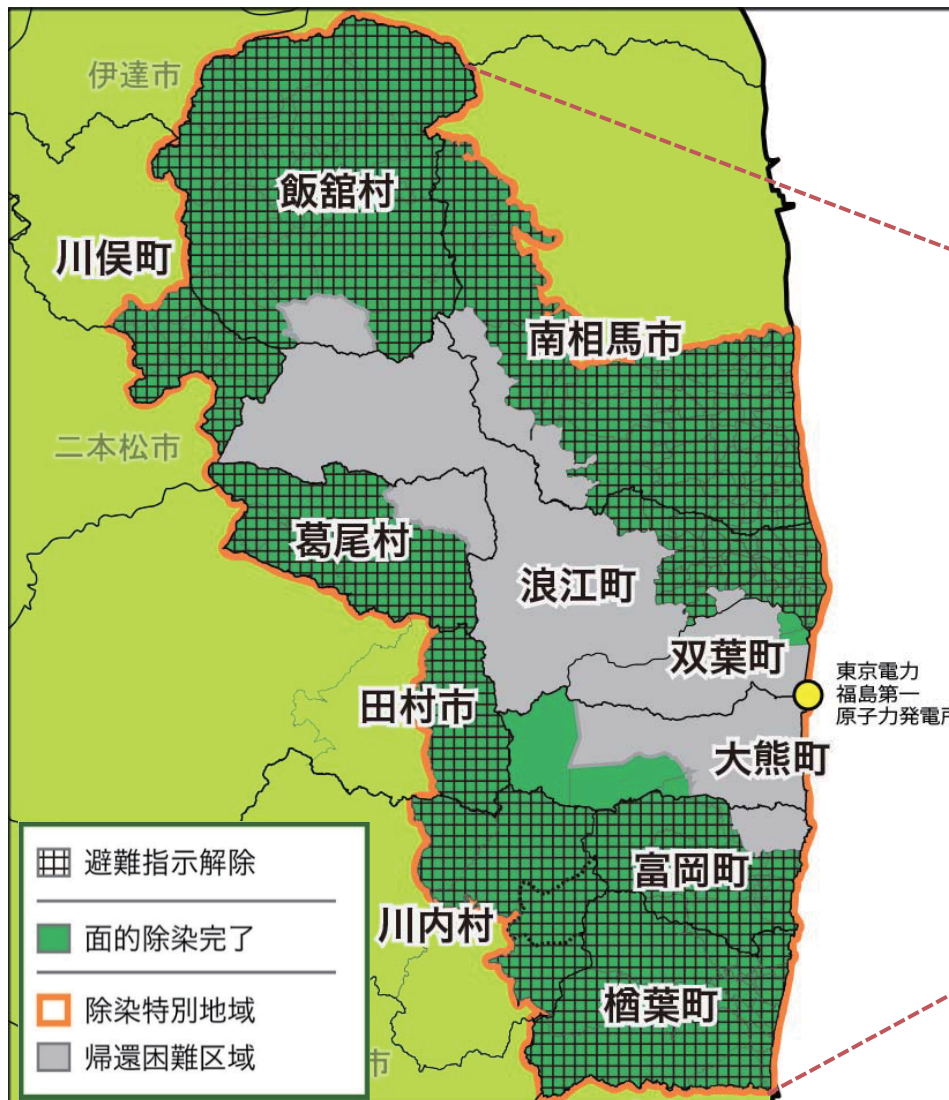 伊達市
飯舘村
川俣町
南相馬市
二本松市
葛尾村
浪江町
双葉町
東京電力
福島第一
原子力発電所
田村市
大熊町
避難指示解除
富岡町
面的除染完了
川内村
楢葉町
除染特別地域
帰還困難区域
市